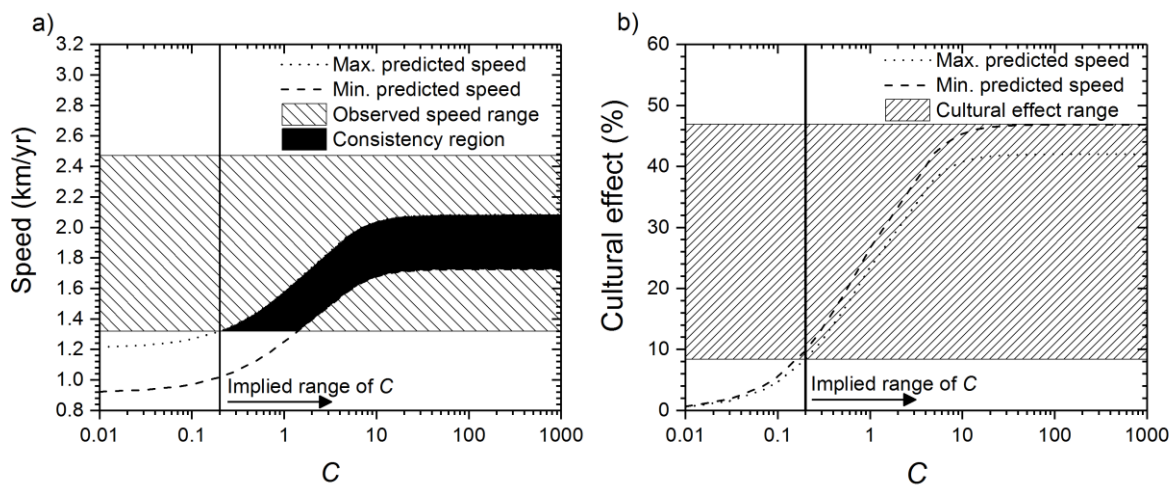 a)
3.2
3.0
2.8
2.6
2.4
2.2
2.0
1.8
1.6
1.4
1.2
1.0
0.8
Speed (km/yr)
Max. predicted speed
Min. predicted speed
Observed speed range
Consistency region
Implied range of C
0.01 0.1 1 10 100 1000
C
b)
60
50
40
30
20
10
0
Cultural effect (%)
Max. predicted speed
Min. predicted speed
Cultural effect range
Implied range of C
0.01 0.1 1 10 100 1000
C